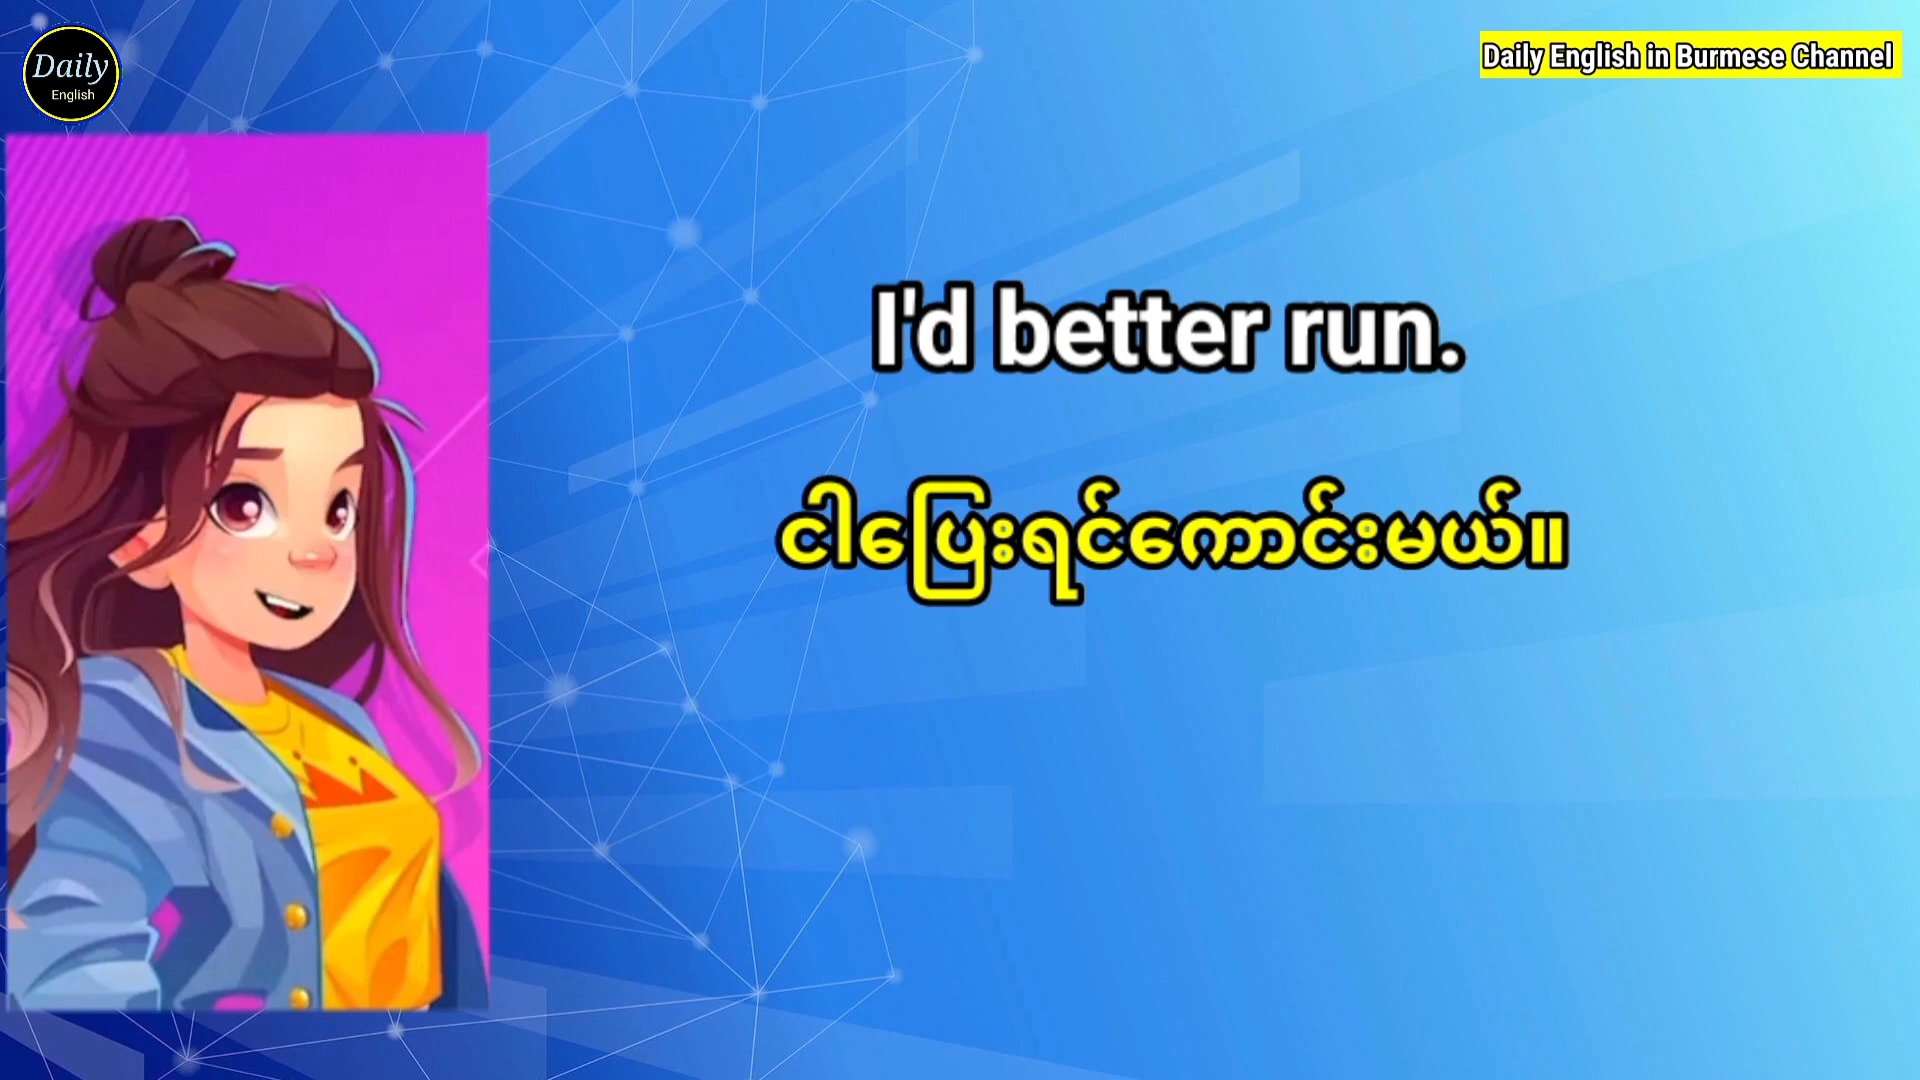 Daily
English
Daily English in Burmese Channel
I'd better run.
ငါပြေးရင်ကောင်းမယ်။